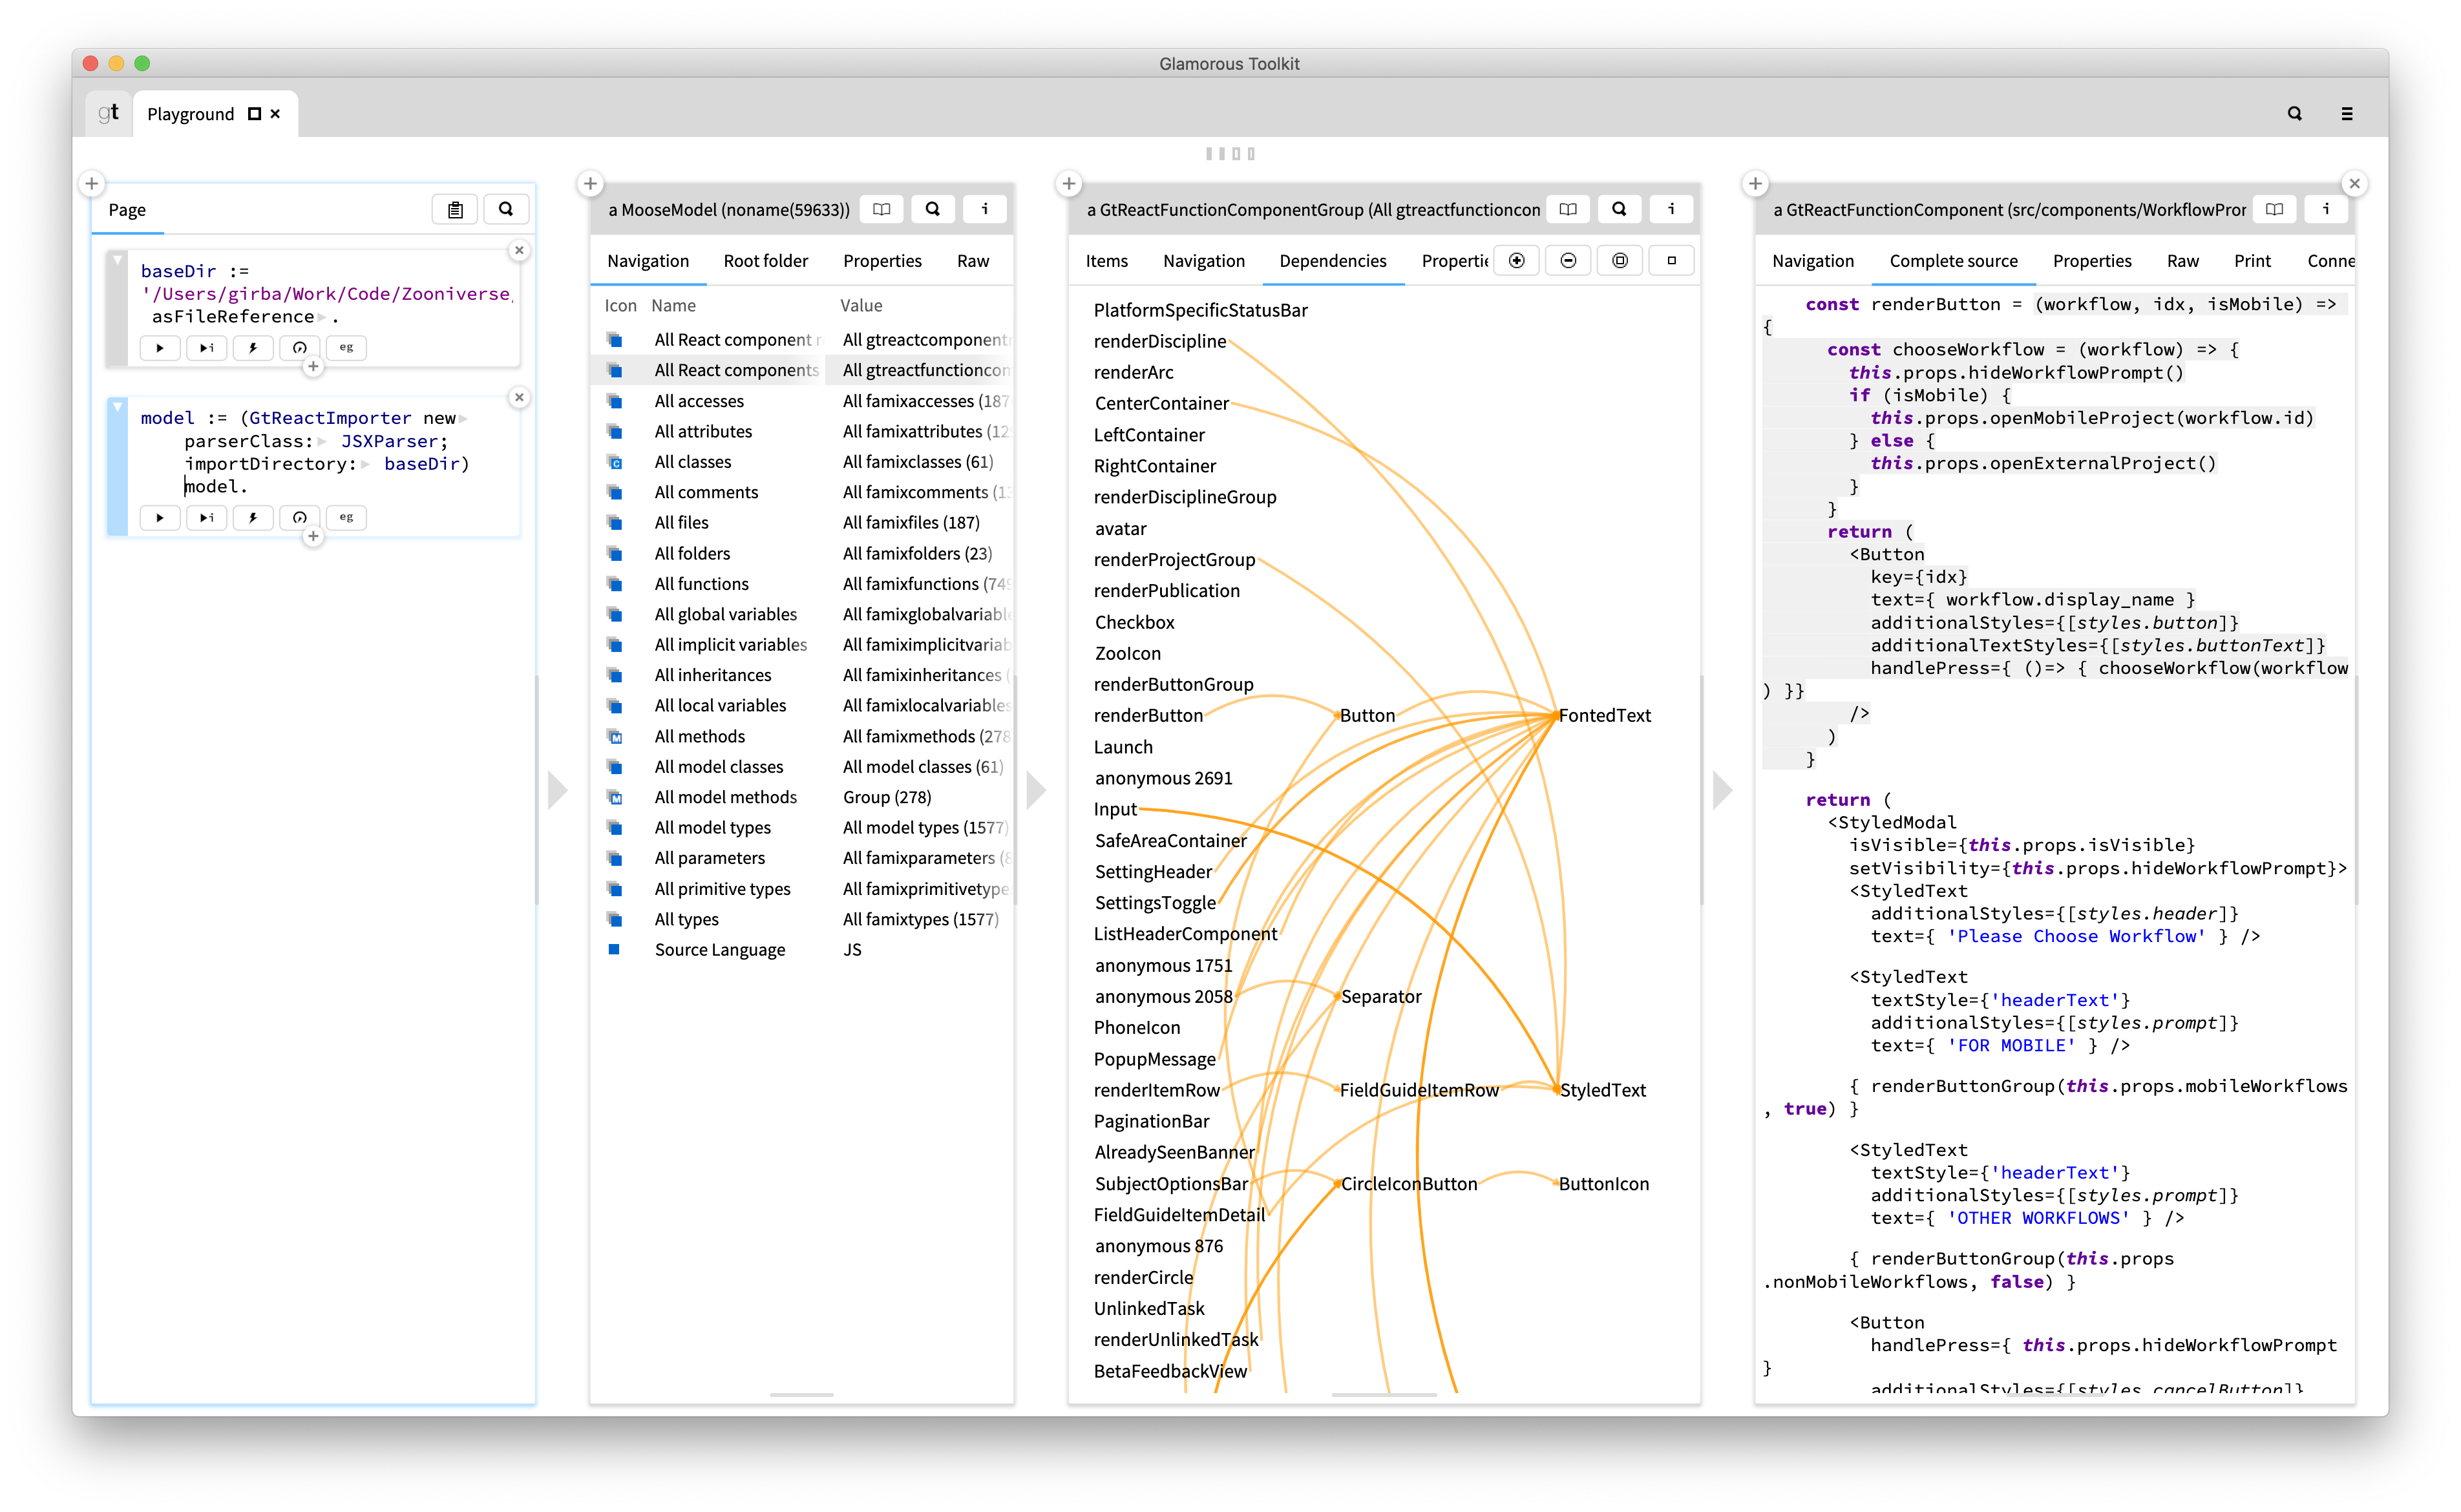 Glamorous Toolkit
gt
Playground
Page
baseDir :=
'/Users/girba/Work/Code/Zooniverse,
asFileReference .
i
eg
model := (GtReactImporter new
parserClass: JSXParser;
importDirectory: baseDir)
model.
i
eg
a MooseModel (noname(59633))
i
Navigation Root folder Properties Raw
Icon Name Value
All React component All gtreactcomponent
All React components All gtreactfunctioncon
All accesses All famixaccesses (187
All attributes All famixattributes (12
All classes All famixclasses (61)
All comments All famixcomments (13
All files All famixfiles (187)
All folders All famixfolders (23)
All functions All famixfunctions (749
All global variables All famixglobalvariable
All implicit variables All famiximplicitvariab
All inheritances All famixinheritances (
All local variables All famixlocalvariables
All methods All famixmethods (278
All model classes All model classes (61)
All model methods Group (278)
All model types All model types (1577)
All parameters All famixparameters (8
All primitive types All famixprimitivetype
All types All famixtypes (1577)
Source Language JS
a GtReactFunctionComponentGroup (All gtreactfunctioncon
i
Items Navigation Dependencies Propertie
PlatformSpecificStatusBar
renderDiscipline
renderArc
CenterContainer
LeftContainer
RightContainer
renderDisciplineGroup
avatar
renderProjectGroup
renderPublication
Checkbox
ZooIcon
renderButtonGroup
renderButton Button FontedText
Launch
anonymous 2691
Input
SafeAreaContainer
SettingHeader
SettingsToggle
ListHeaderComponent
anonymous 1751
anonymous 2058 Separator
PhoneIcon
PopupMessage
renderItemRow FieldGuideItemRow StyledText
PaginationBar
AlreadySeenBanner
SubjectOptionsBar CircleIconButton ButtonIcon
FieldGuideItemDetail
anonymous 876
renderCircle
UnlinkedTask
renderUnlinkedTask
BetaFeedbackView
a GtReactFunctionComponent (src/components/WorkflowPror
i
Navigation Complete source Properties Raw Print Conne
const renderButton = (workflow, idx, isMobile) =>
{
const chooseWorkflow = (workflow) => {
this.props.hideWorkflowPrompt()
if (isMobile) {
this.props.openMobileProject(workflow.id)
} else {
this.props.openExternalProject()
}
}
return (
<Button
key={idx}
text={ workflow.display_name }
additionalStyles={[styles.button]}
additionalTextStyles={[styles.buttonText]}
handlePress={ ()=> { chooseWorkflow(workflow
) }}
/>
)
}
return (
<StyledModal
isVisible={this.props.isVisible}
setVisibility={this.props.hideWorkflowPrompt}>
<StyledText
additionalStyles={[styles.header]}
text={ 'Please Choose Workflow' } />
<StyledText
textStyle={'headerText'}
additionalStyles={[styles.prompt]}
text={ 'FOR MOBILE' } />
{ renderButtonGroup(this.props.mobileWorkflows
, true) }
<StyledText
textStyle={'headerText'}
additionalStyles={[styles.prompt]}
text={ 'OTHER WORKFLOWS' } />
{ renderButtonGroup(this.props
.nonMobileWorkflows, false) }
<Button
handlePress={ this.props.hideWorkflowPrompt
}
additionalStyles={[styles.cancelButton]}